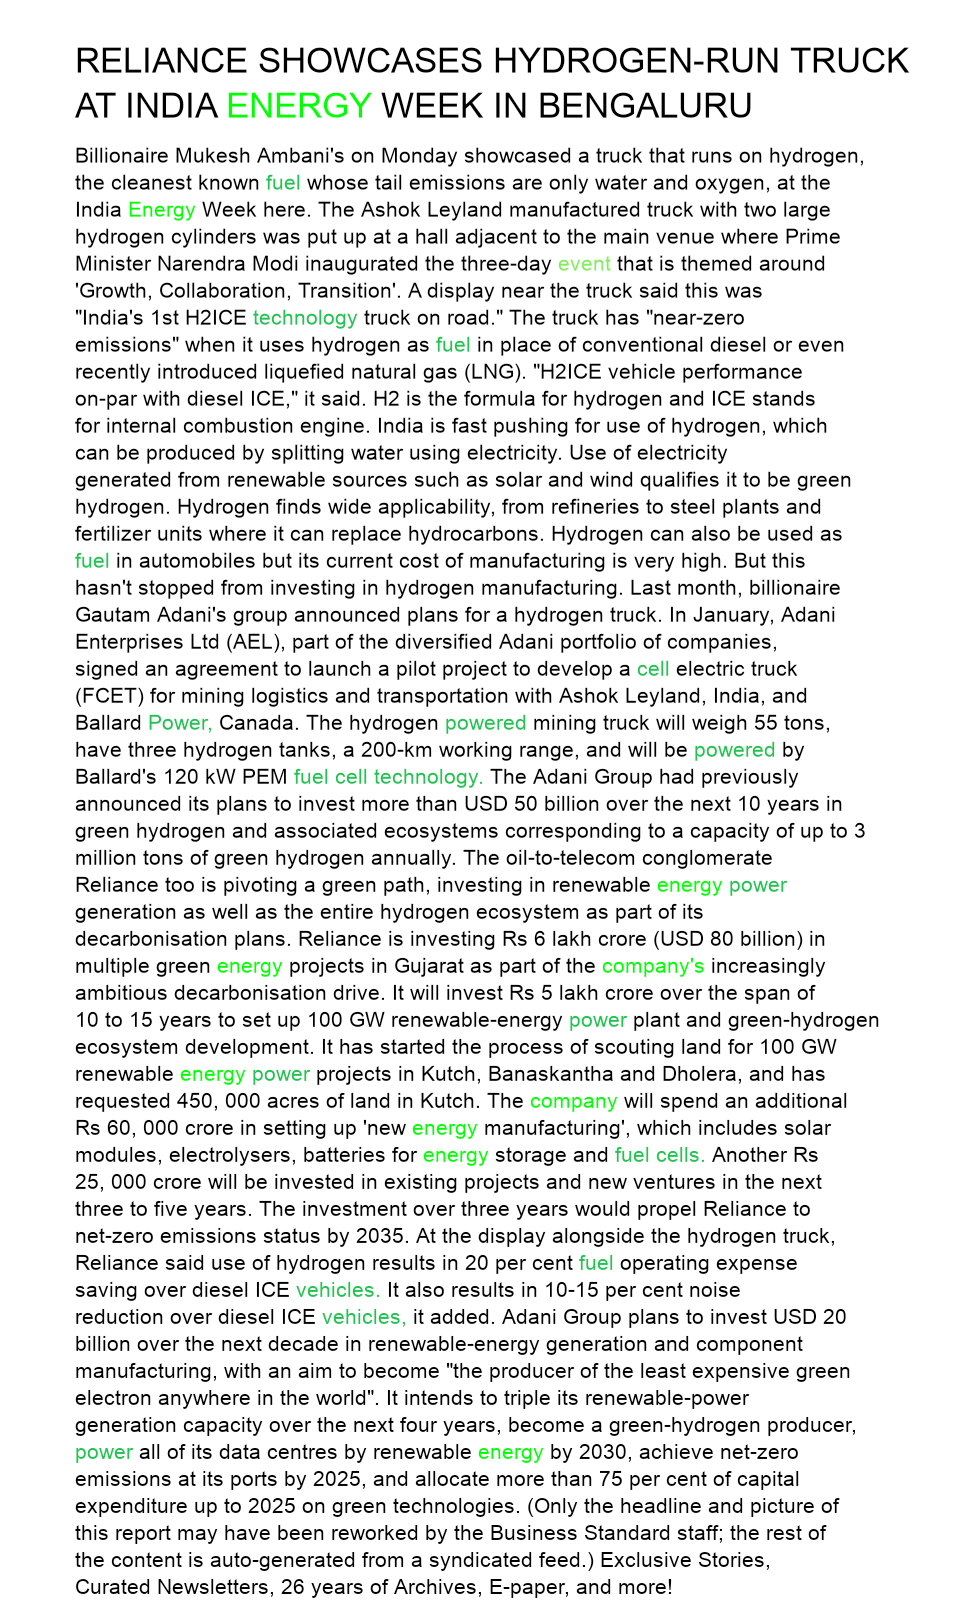 RELIANCE SHOWCASES HYDROGEN-RUN TRUCK
AT INDIA ENERGY WEEK IN BENGALURU
Billionaire Mukesh Ambani's on Monday showcased a truck that runs on hydrogen,
the cleanest known fuel whose tail emissions are only water and oxygen, at the
India Energy Week here. The Ashok Leyland manufactured truck with two large
hydrogen cylinders was put up at a hall adjacent to the main venue where Prime
Minister Narendra Modi inaugurated the three-day event that is themed around
'Growth, Collaboration, Transition'. A display near the truck said this was
"India's 1st H2ICE technology truck on road." The truck has "near-zero
emissions" when it uses hydrogen as fuel in place of conventional diesel or even
recently introduced liquefied natural gas (LNG). "H2ICE vehicle performance
on-par with diesel ICE," it said. H2 is the formula for hydrogen and ICE stands
for internal combustion engine. India is fast pushing for use of hydrogen, which
can be produced by splitting water using electricity. Use of electricity
generated from renewable sources such as solar and wind qualifies it to be green
hydrogen. Hydrogen finds wide applicability, from refineries to steel plants and
fertilizer units where it can replace hydrocarbons. Hydrogen can also be used as
fuel in automobiles but its current cost of manufacturing is very high. But this
hasn't stopped from investing in hydrogen manufacturing. Last month, billionaire
Gautam Adani's group announced plans for a hydrogen truck. In January, Adani
Enterprises Ltd (AEL), part of the diversified Adani portfolio of companies,
signed an agreement to launch a pilot project to develop a cell electric truck
(FCET) for mining logistics and transportation with Ashok Leyland, India, and
Ballard Power, Canada. The hydrogen powered mining truck will weigh 55 tons,
have three hydrogen tanks, a 200-km working range, and will be powered by
Ballard's 120 kW PEM fuel cell technology. The Adani Group had previously
announced its plans to invest more than USD 50 billion over the next 10 years in
green hydrogen and associated ecosystems corresponding to a capacity of up to 3
million tons of green hydrogen annually. The oil-to-telecom conglomerate
Reliance too is pivoting a green path, investing in renewable energy power
generation as well as the entire hydrogen ecosystem as part of its
decarbonisation plans. Reliance is investing Rs 6 lakh crore (USD 80 billion) in
multiple green energy projects in Gujarat as part of the company's increasingly
ambitious decarbonisation drive. It will invest Rs 5 lakh crore over the span of
10 to 15 years to set up 100 GW renewable-energy power plant and green-hydrogen
ecosystem development. It has started the process of scouting land for 100 GW
renewable energy power projects in Kutch, Banaskantha and Dholera, and has
requested 450, 000 acres of land in Kutch. The company will spend an additional
Rs 60, 000 crore in setting up 'new energy manufacturing', which includes solar
modules, electrolysers, batteries for energy storage and fuel cells. Another Rs
25, 000 crore will be invested in existing projects and new ventures in the next
three to five years. The investment over three years would propel Reliance to
net-zero emissions status by 2035. At the display alongside the hydrogen truck,
Reliance said use of hydrogen results in 20 per cent fuel operating expense
saving over diesel ICE vehicles. It also results in 10-15 per cent noise
reduction over diesel ICE vehicles, it added. Adani Group plans to invest USD 20
billion over the next decade in renewable-energy generation and component
manufacturing, with an aim to become "the producer of the least expensive green
electron anywhere in the world". It intends to triple its renewable-power
generation capacity over the next four years, become a green-hydrogen producer,
power all of its data centres by renewable energy by 2030, achieve net-zero
emissions at its ports by 2025, and allocate more than 75 per cent of capital
expenditure up to 2025 on green technologies. (Only the headline and picture of
this report may have been reworked by the Business Standard staff; the rest of
the content is auto-generated from a syndicated feed.) Exclusive Stories,
Curated Newsletters, 26 years of Archives, E-paper, and more!